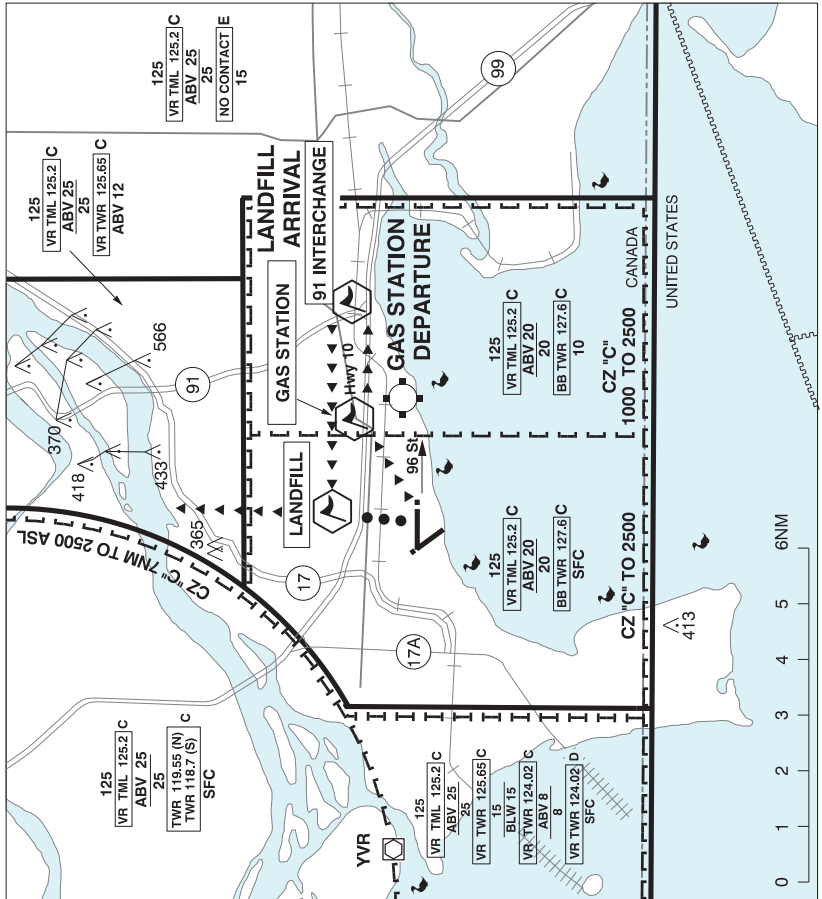 125
VR TML 125.2 C
ABV 25
25
NO CONTACT E
15
99
125
VR TML 125.2 C
ABV 25
25
VR TWR 125.65 C
ABV 12
LANDFILL
ARRIVAL
91 INTERCHANGE
GAS STATION
Hwy 10
GAS STATION
DEPARTURE
CANADA
UNITED STATES
566
91
370
418
433
365
LANDFILL
96 St
125
VR TML 125.2 C
ABV 20
20
BB TWR 127.6 C
10
CZ "C"
1000 TO 2500
CZ "C" 7NM TO 2500 ASL
17
17A
125
VR TML 125.2 C
ABV 20
20
BB TWR 127.6 C
SFC
CZ "C" TO 2500
413
125
VR TML 125.2 C
ABV 25
25
TWR 119.55 (N) C
TWR 118.7 (S)
SFC
YVR
125
VR TML 125.2 C
ABV 25
25
VR TWR 125.65 C
15
BLW 15
VR TWR 124.02 C
ABV 8
8
VR TWR 124.02 D
SFC
0 1 2 3 4 5 6NM